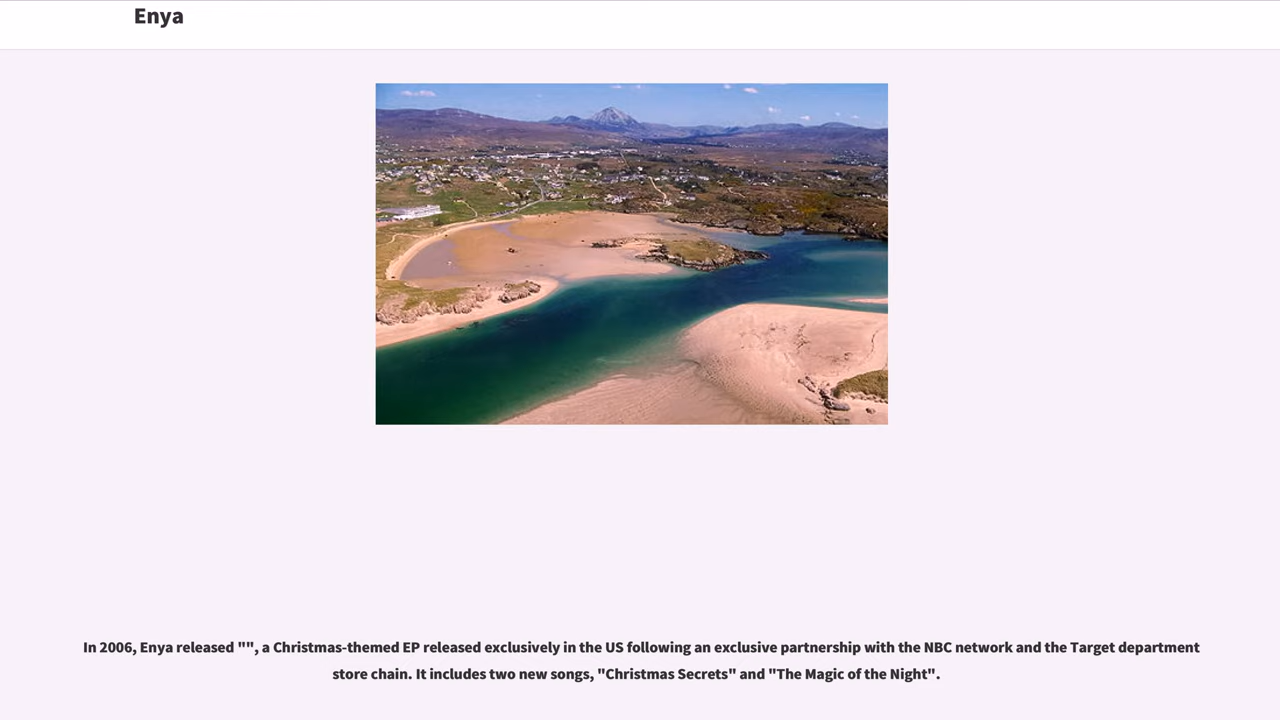 Enya
In 2006, Enya released "", a Christmas-themed EP released exclusively in the US following an exclusive partnership with the NBC network and the Target department
store chain. It includes two new songs, "Christmas Secrets" and "The Magic of the Night".